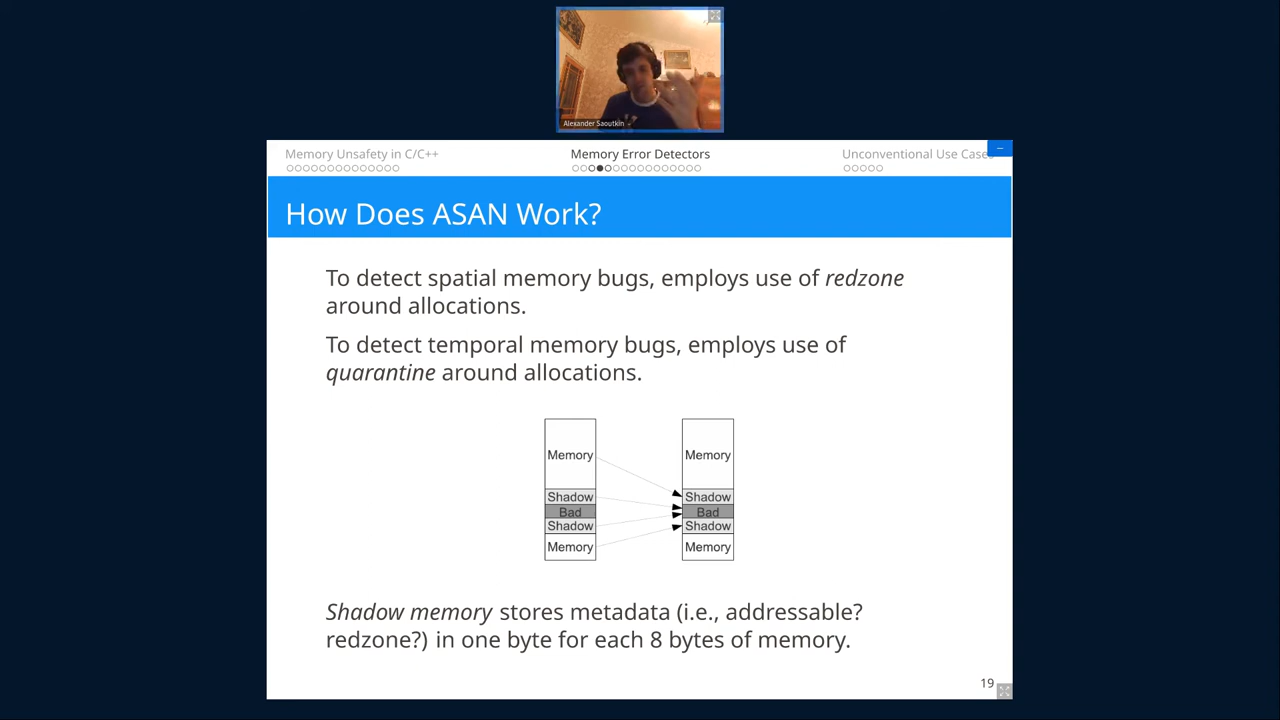 Alexander Saoutkin
Memory Unsafety in C/C++
Memory Error Detectors
Unconventional Use Cases
How Does ASAN Work?
To detect spatial memory bugs, employs use of redzone
around allocations.
To detect temporal memory bugs, employs use of
quarantine around allocations.
Memory
Shadow
Bad
Shadow
Memory
Memory
Shadow
Bad
Shadow
Memory
Shadow memory stores metadata (i.e., addressable?
redzone?) in one byte for each 8 bytes of memory.
19